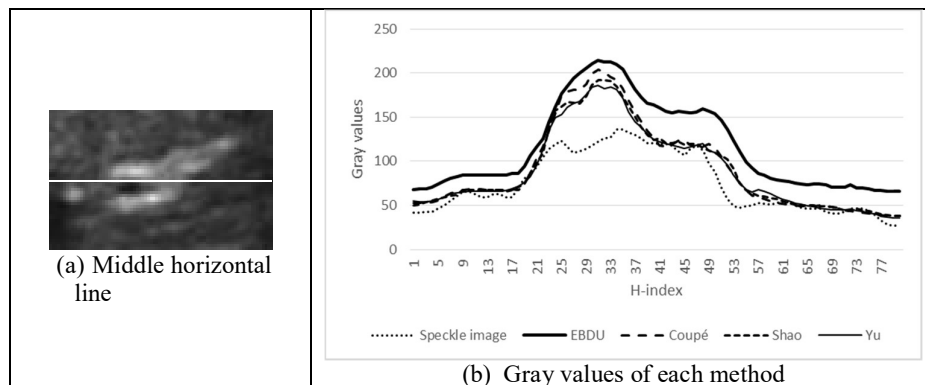 (a) Middle horizontal
line
250
200
150
100
50
0
Gray values
1 5 9 13 17 21 25 29 33 37 41 45 49 53 57 61 65 69 73 77
H-index
Speckle image EBDU Coupé Shao Yu
(b) Gray values of each method